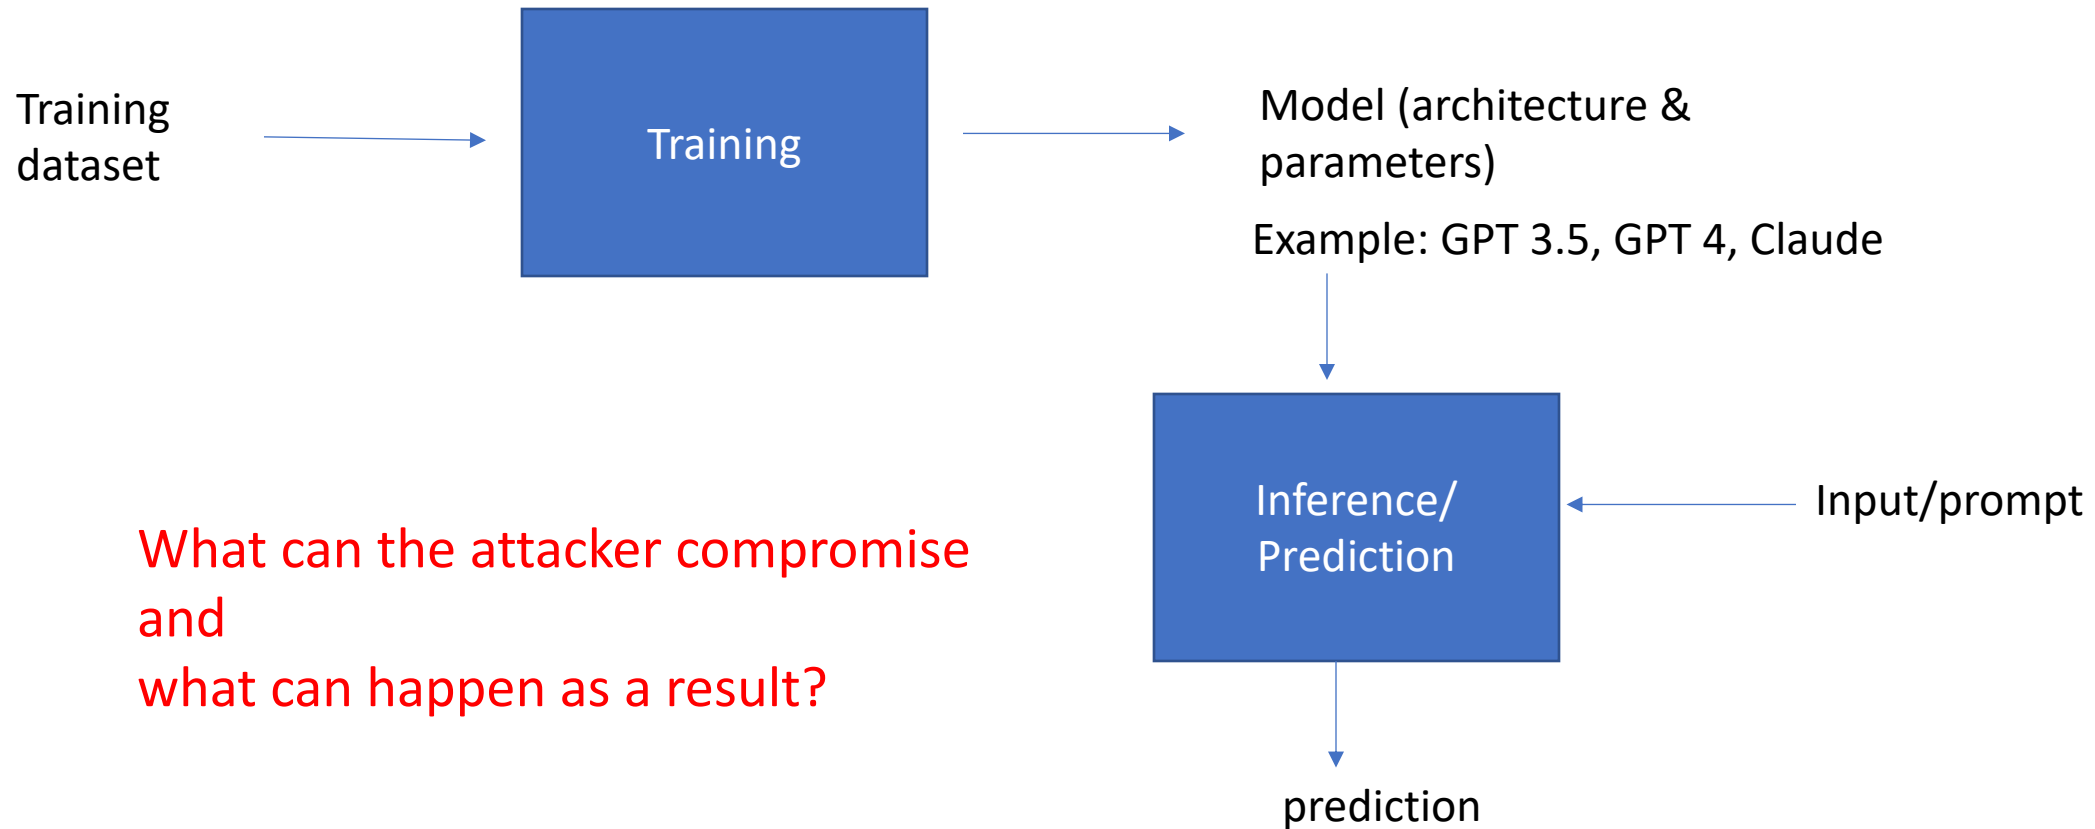 Training
dataset
Training
Model (architecture &
parameters)
Example: GPT 3.5, GPT 4, Claude
Inference/
Prediction
Input/prompt
What can the attacker compromise
and
what can happen as a result?
prediction